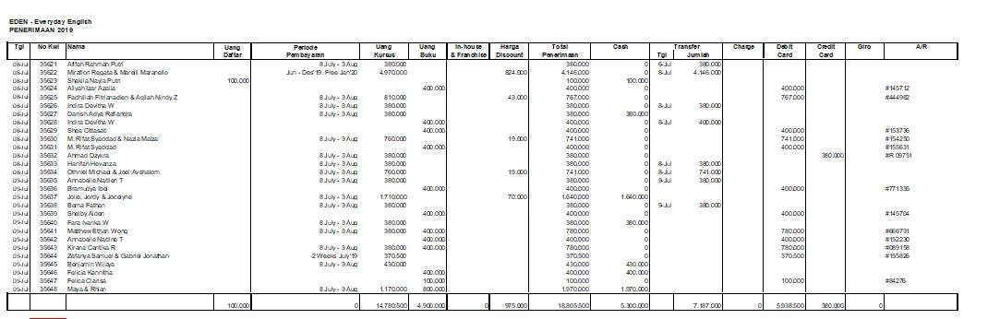 EDEN - Everyday English
PENERIMAAN 2019
Tgl No Kwi Nama Uang Daftar Periode Pembayaran Uang Kursus Uang Buku In-house & Franchise Harga Discount Total Penerimaan Cash Transfer Tgl Jumlah Charge Debit Card Credit Card Giro A/R
08-Jul 35621 Afifah Rahmah Putri 8 July - 3 Aug 380.000 380.000 0 6-Jul 380.000
08-Jul 35622 Mirafiori Regata & Marell Maranello Jun - Des'19. Free Jan'20 4.970.000 824.000 4.146.000 0 8-Jul 4.146.000
08-Jul 35623 Shakila Nayla Putri 100.000 100.000 100.000
08-Jul 35624 Aliyah Izar Azalia 400.000 400.000 0 400.000 #145712
08-Jul 35625 Fachillah Fitrianadien & Aqilah Nindy Z 8 July - 3 Aug 810.000 43.000 767.000 0 767.000 #444982
08-Jul 35626 Indira Devitha W 8 July - 3 Aug 380.000 380.000 0 8-Jul 380.000
08-Jul 35627 Danish Adya Rafiandra 8 July - 3 Aug 380.000 380.000 380.000
08-Jul 35628 Indira Devitha W 400.000 400.000 0 8-Jul 400.000
08-Jul 35629 Shea Cittasati 400.000 400.000 0 400.000 #153736
08-Jul 35630 M. Rifat Syaddad & Nazla Maiza 8 July - 3 Aug 760.000 19.000 741.000 0 741.000 #154250
08-Jul 35631 M. Rifat Syaddad 400.000 400.000 0 400.000 #155631
08-Jul 35632 Ahmad Dzykra 8 July - 3 Aug 380.000 380.000 0 380.000 #R 09751
08-Jul 35633 Hanifah Hevanza 8 July - 3 Aug 380.000 380.000 0 8-Jul 380.000
08-Jul 35634 Othniel Michael & Joel Avshalom 8 July - 3 Aug 760.000 19.000 741.000 0 8-Jul 741.000
09-Jul 35635 Annabelle Nadien T 8 July - 3 Aug 380.000 380.000 0 9-Jul 380.000
09-Jul 35636 Bramudya Ibel 400.000 400.000 0 400.000 #771335
09-Jul 35637 Jolie, Jordy & Jocelyne 8 July - 3 Aug 1.710.000 70.000 1.640.000 1.640.000
09-Jul 35638 Bama Fathan 8 July - 3 Aug 380.000 380.000 0 9-Jul 380.000
09-Jul 35639 Shelby Aiden 400.000 400.000 0 400.000 #145704
09-Jul 35640 Fara Ivanka W 8 July - 3 Aug 380.000 380.000 380.000
09-Jul 35641 Matthew Ethan Wong 8 July - 3 Aug 380.000 400.000 780.000 0 780.000 #666731
09-Jul 35642 Annabelle Nadine T 400.000 400.000 0 400.000 #152230
09-Jul 35643 Kirana Cantika R 8 July - 3 Aug 380.000 400.000 780.000 0 780.000 #089158
09-Jul 35644 Zefanya Samuel & Gabriel Jonathan 2 Weeks July'19 370.500 370.500 0 370.500 #155826
09-Jul 35645 Benjamin Wijaya 8 July - 3 Aug 430.000 430.000 430.000
09-Jul 35646 Felicia Kannitha 400.000 400.000 400.000
09-Jul 35647 Felica Clarisa 100.000 100.000 0 100.000 #84276
09-Jul 35648 Maya & Rhian 8 July - 3 Aug 1.170.000 800.000 1.970.000 1.970.000
100.000 0 14.780.500 4.900.000 0 975.000 18.805.500 5.300.000 7.187.000 0 5.938.500 380.000 0